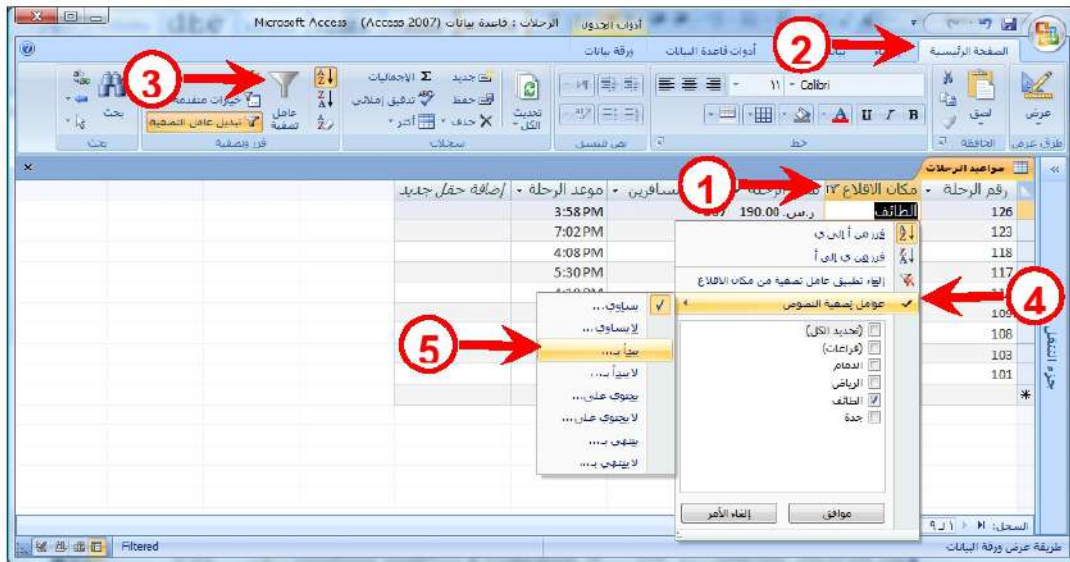 أدوات الجدول الرحلات : قاعدة بيانات (Access 2007) - Microsoft Access
الصفحة الرئيسية
أدوات قاعدة البيانات
ورقة بيانات
2
3
عرض
لصق
Calibri
١١
B I U A
تحديث الكل
جديد Σ الإجماليات
حفظ تدقيق إملائي
حذف أكثر
عامل تصفية
خيارات متقدمة
تبديل عامل التصفية
بحث
طرق عرض
الحافظة
خط
نص منسق
سجلات
فرز وتصفية
بحث
مواعيد الرحلات
رقم الرحلة مكان الاقلاع موعد الرحلة إضافة حقل جديد
1
126 الطائف ر.س. 190.00 3:58 PM
123 7:02 PM
118 4:08 PM
117 5:30 PM
109
108
103
101
فرز من أ إلى ي
فرز من ي إلى أ
إلغاء تطبيق عامل تصفية من مكان الاقلاع
عوامل تصفية النصوص
4
(تحديد الكل)
(فراغات)
الدمام
الرياض
الطائف
جدة
موافق
إلغاء الأمر
يساوي...
لا يساوي...
يبدأ بـ...
5
لا يبدأ بـ...
يحتوي على...
لا يحتوي على...
ينتهي بـ...
لا ينتهي بـ...
جزء التنقل
السجل: ١ لـ ٩
طريقة عرض ورقة البيانات
Filtered